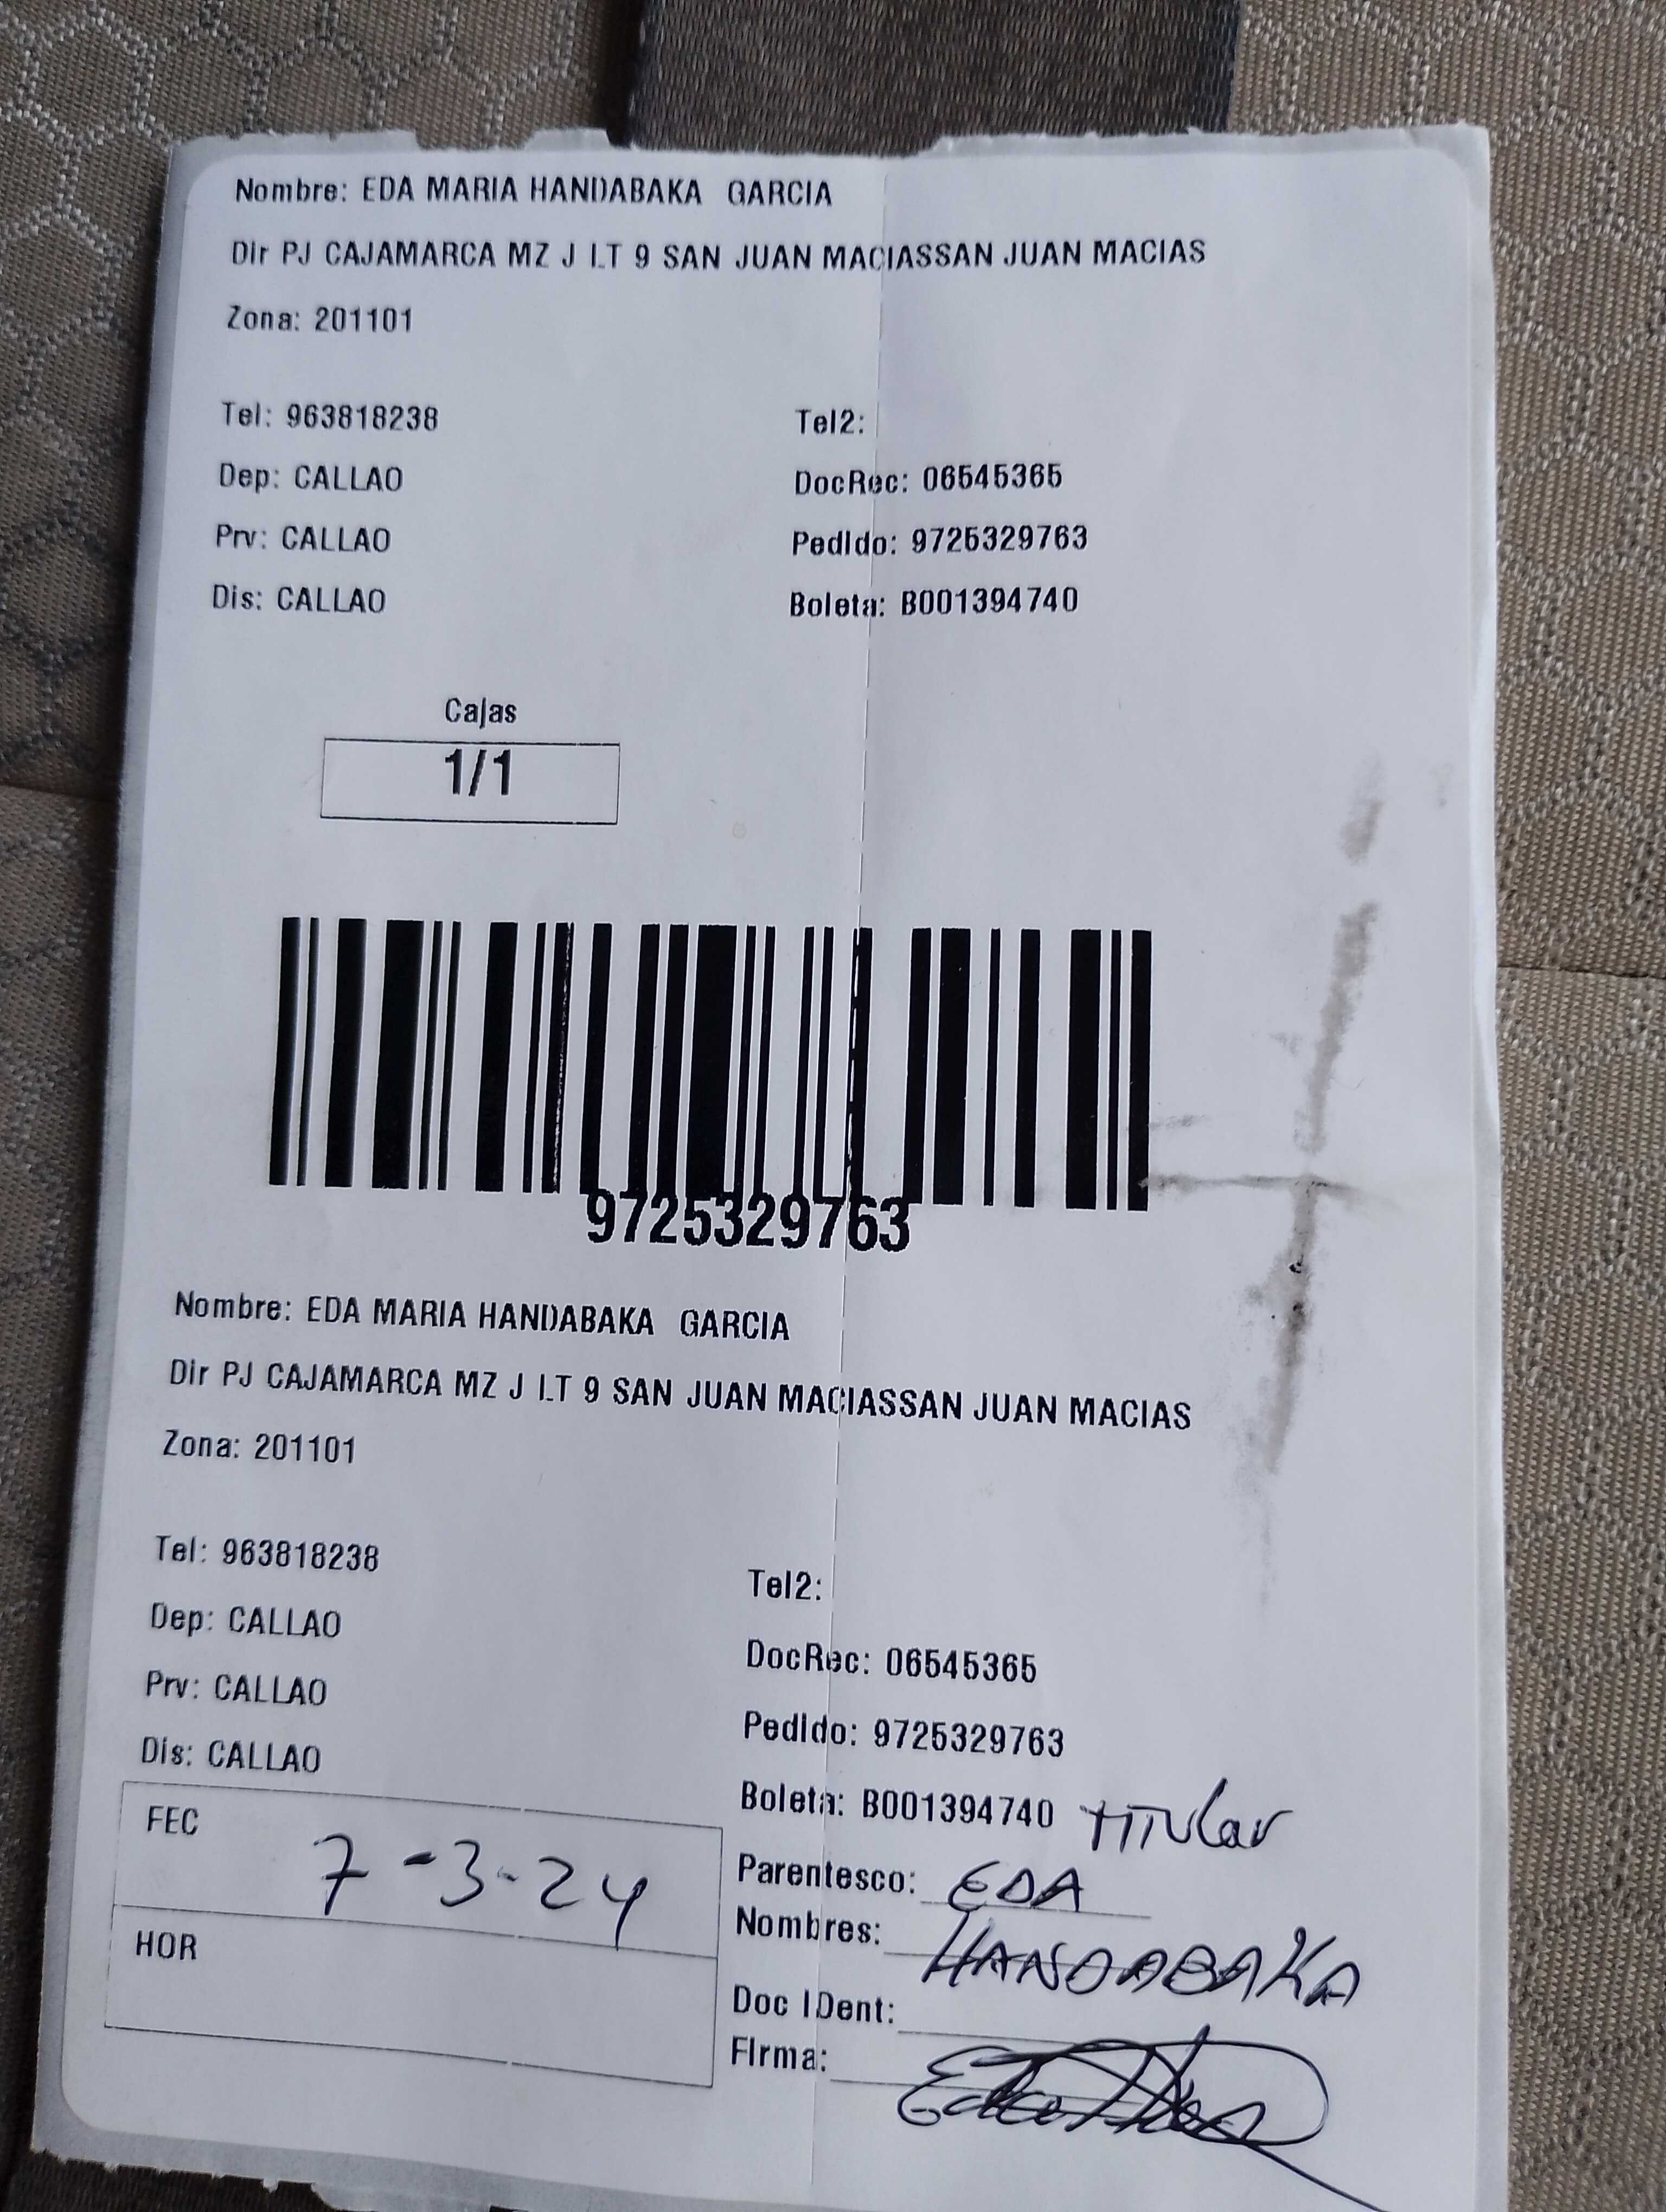 Nombre: EDA MARIA HANDABAKA GARCIA
Dir PJ CAJAMARCA MZ J LT 9 SAN JUAN MACIASSAN JUAN MACIAS
Zona: 201101
Tel: 963818238 Tel2:
Dep: CALLAO DocRec: 06545365
Prv: CALLAO Pedido: 9725329763
Dis: CALLAO Boleta: B001394740
Cajas
1/1
9725329763
Nombre: EDA MARIA HANDABAKA GARCIA
Dir PJ CAJAMARCA MZ J LT 9 SAN JUAN MACIASSAN JUAN MACIAS
Zona: 201101
Tel: 963818238 Tel2:
Dep: CALLAO DocRec: 06545365
Prv: CALLAO Pedido: 9725329763
Dis: CALLAO Boleta: B001394740 TITular
FEC 7-3-24 Parentesco: EDA
Nombres: HANDABAKA
HOR
Doc IDent:
Firma: